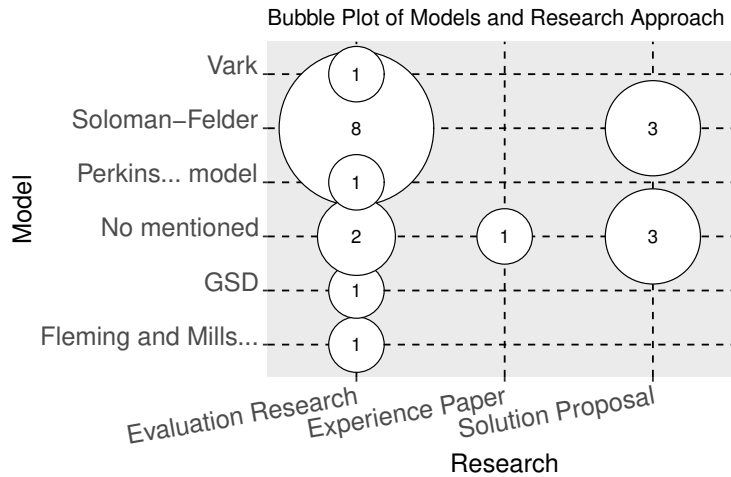 Bubble Plot of Models and Research Approach
Vark
1
Soloman−Felder
8
3
Perkins... model
1
No mentioned
2
1
3
GSD
1
Fleming and Mills...
1
Model
Evaluation Research
Experience Paper
Solution Proposal
Research